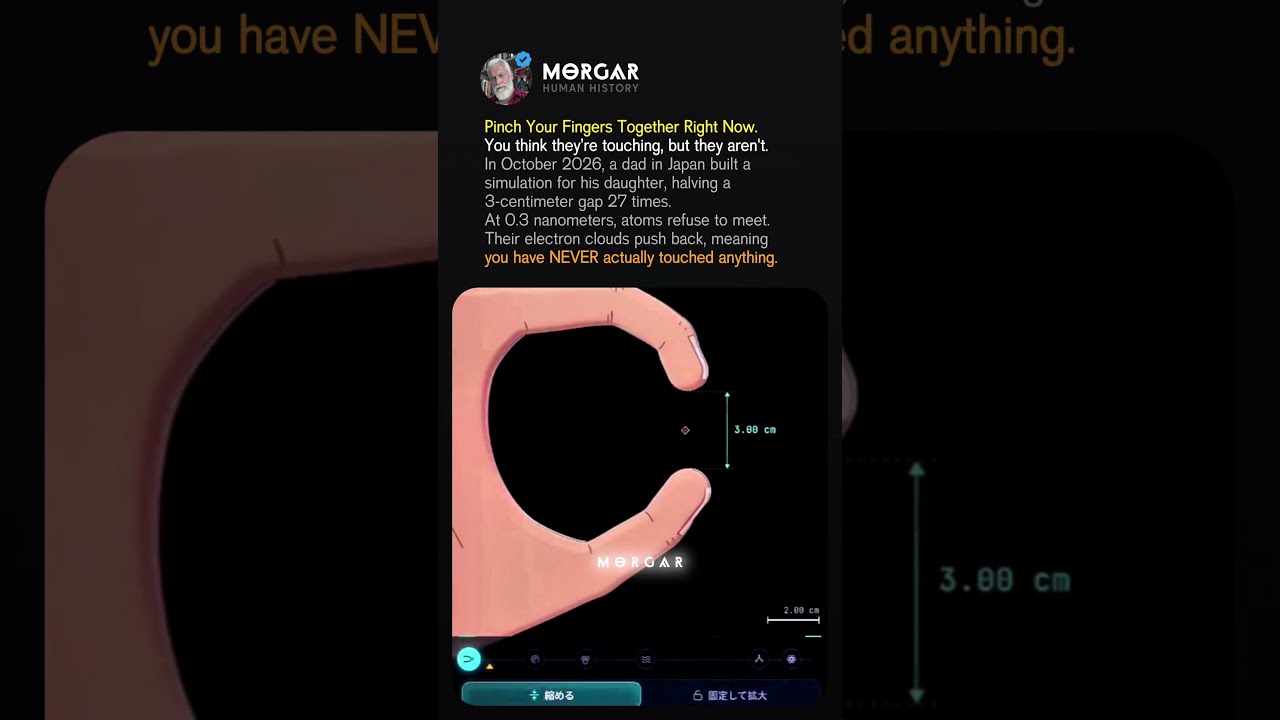 you have NEV
ed anything.
MORGAR
HUMAN HISTORY
Pinch Your Fingers Together Right Now.
You think they're touching, but they aren't.
In October 2026, a dad in Japan built a
simulation for his daughter, halving a
3-centimeter gap 27 times.
At 0.3 nanometers, atoms refuse to meet.
Their electron clouds push back, meaning
you have NEVER actually touched anything.
3.00 cm
MORGAR
3.00 cm
2.00 cm
縮める
固定して拡大